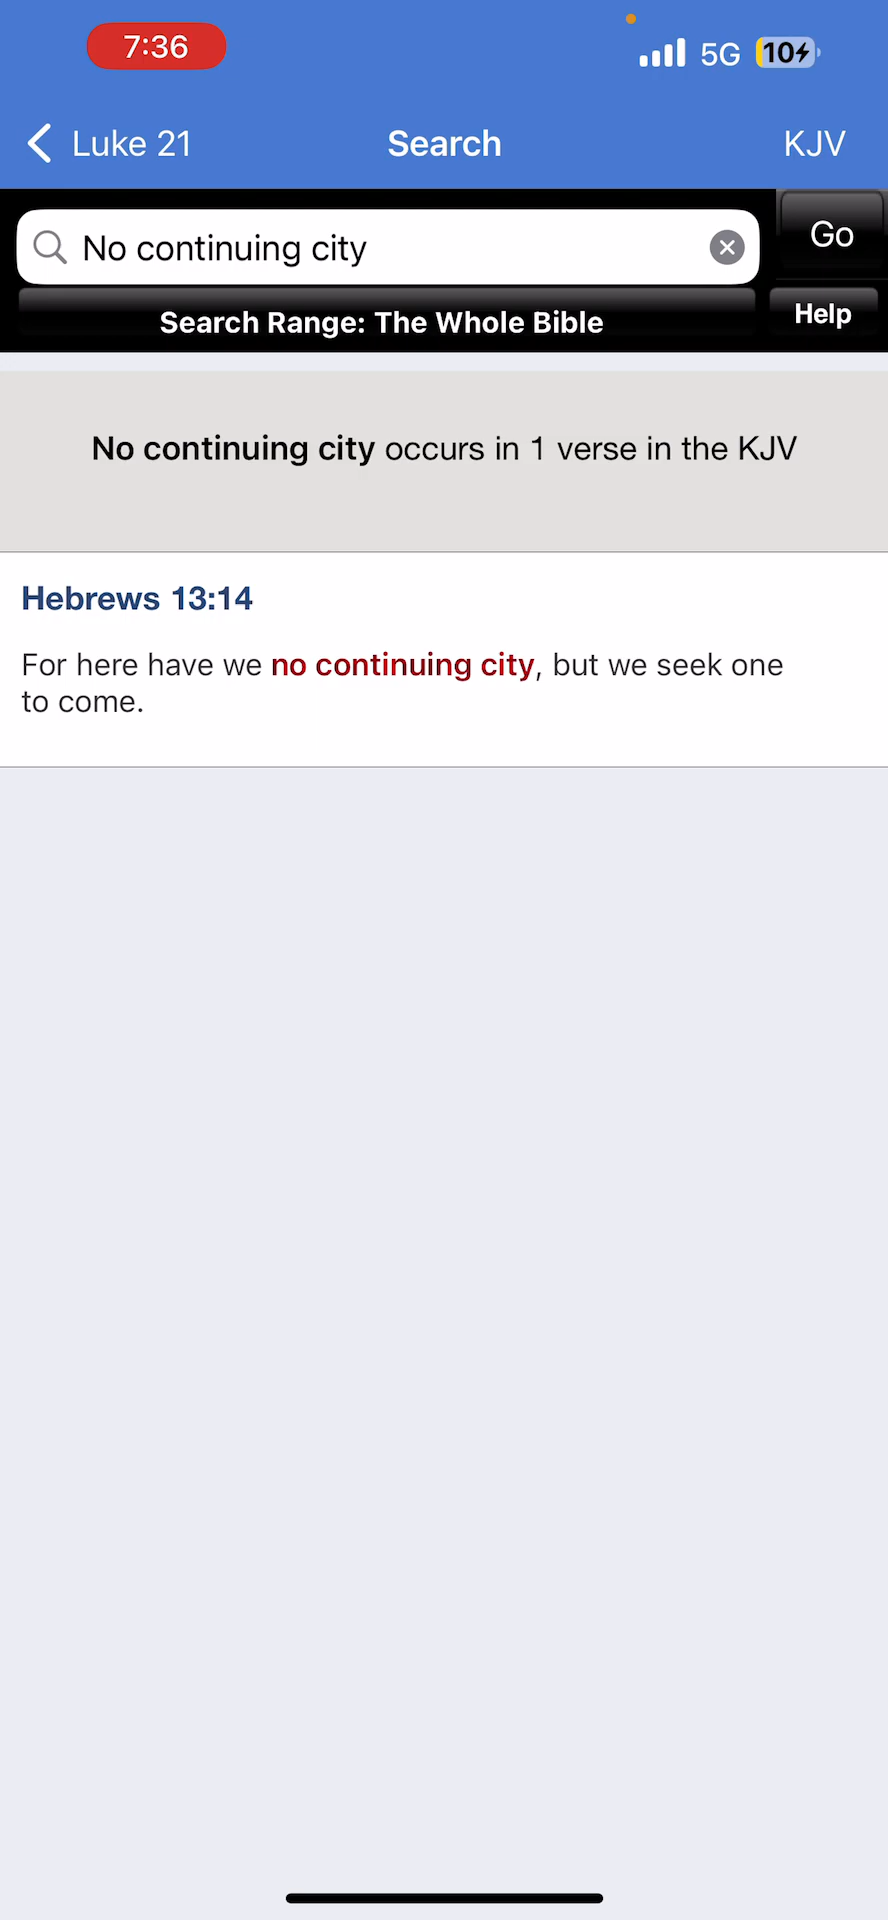 7:36
5G 10
Luke 21 Search KJV
No continuing city
Go
Search Range: The Whole Bible
Help
No continuing city occurs in 1 verse in the KJV
Hebrews 13:14
For here have we no continuing city, but we seek one
to come.